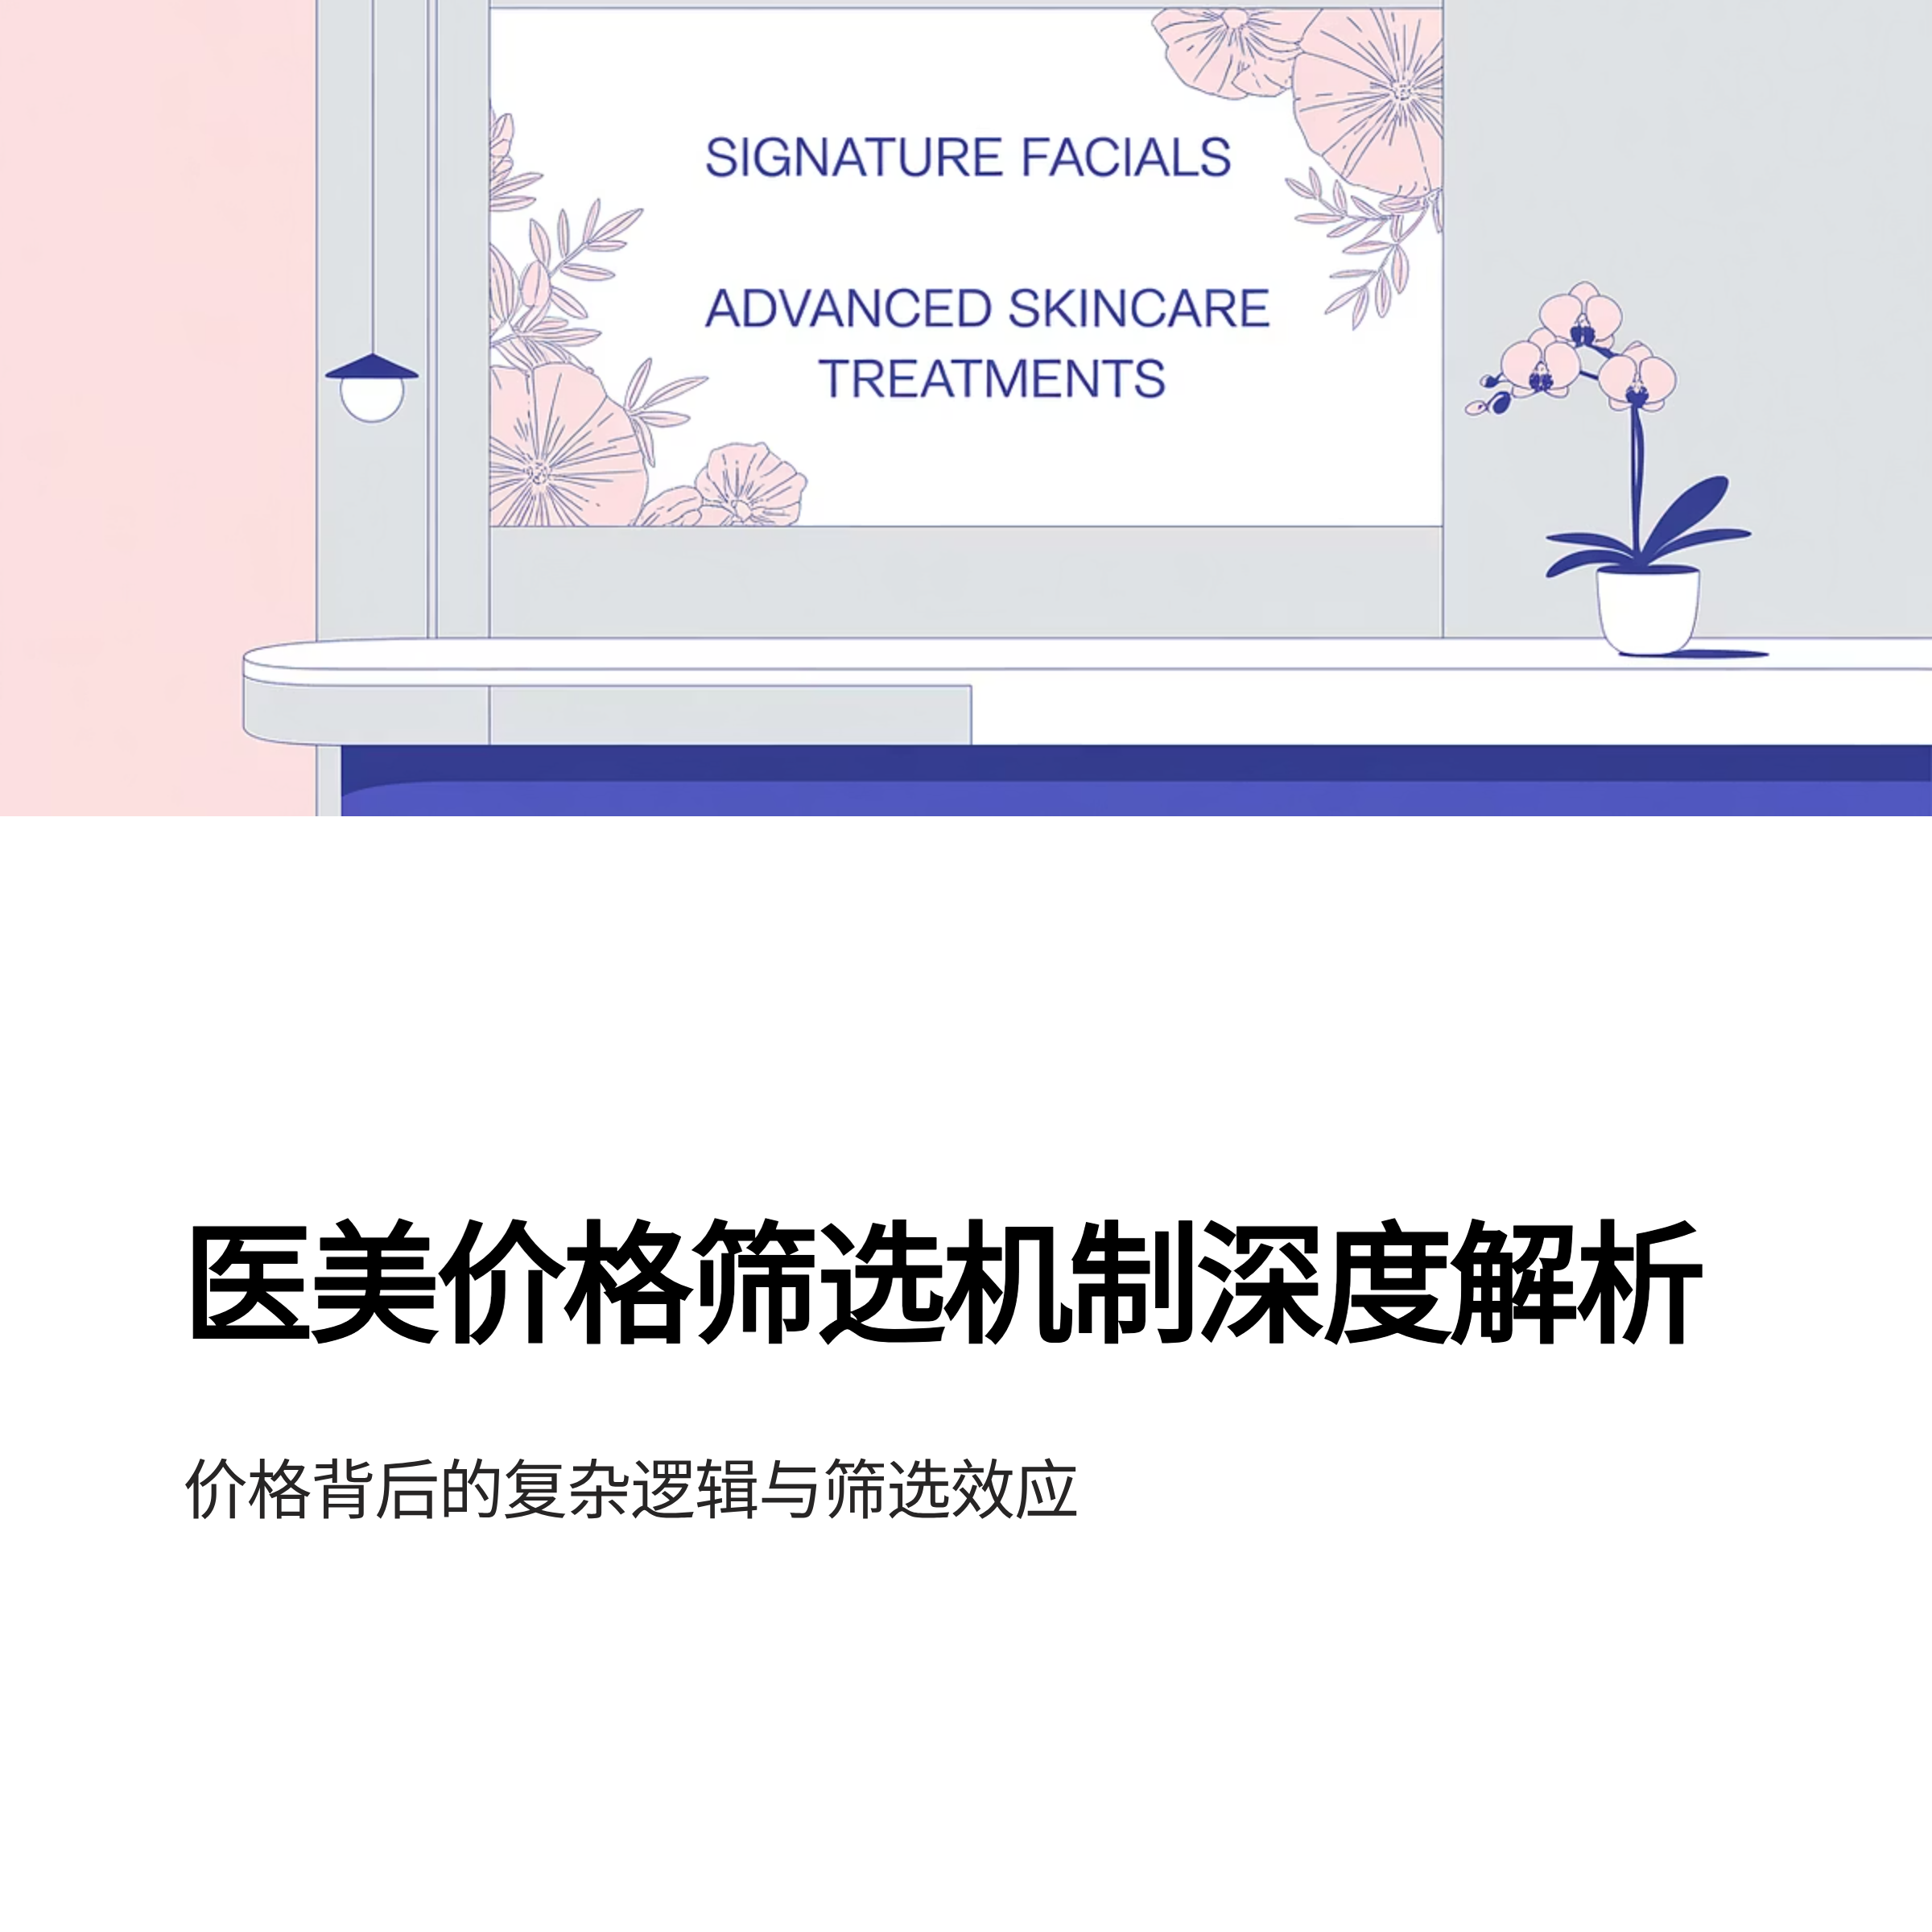 SIGNATURE FACIALS
ADVANCED SKINCARE
TREATMENTS
医美价格筛选机制深度解析
价格背后的复杂逻辑与筛选效应